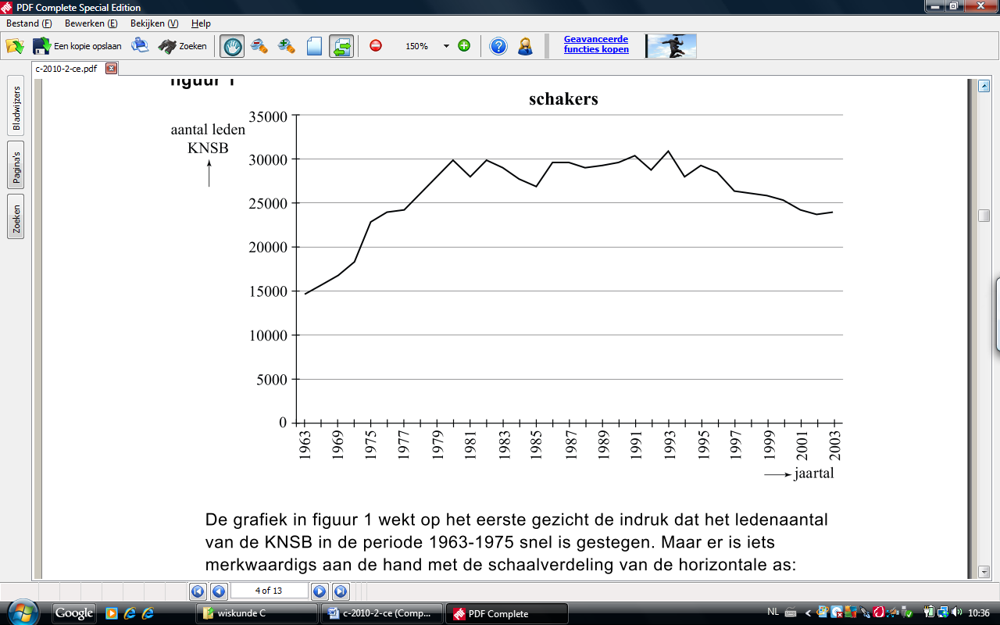 PDF Complete Special Edition
Bestand (F) Bewerken (E) Bekijken (V) Help
Een kopie opslaan Zoeken 150% Geavanceerde
functies kopen
c-2010-2-ce.pdf
Bladwijzers
Pagina's
Zoeken
figuur 1
schakers
aantal leden
KNSB
35000
30000
25000
20000
15000
10000
5000
0
1963 1969 1975 1977 1979 1981 1983 1985 1987 1989 1991 1993 1995 1997 1999 2001 2003
jaartal
De grafiek in figuur 1 wekt op het eerste gezicht de indruk dat het ledenaantal
van de KNSB in de periode 1963-1975 snel is gestegen. Maar er is iets
merkwaardigs aan de hand met de schaalverdeling van de horizontale as:
4 of 13
Google wiskunde C c-2010-2-ce (Comp... PDF Complete NL 10:36